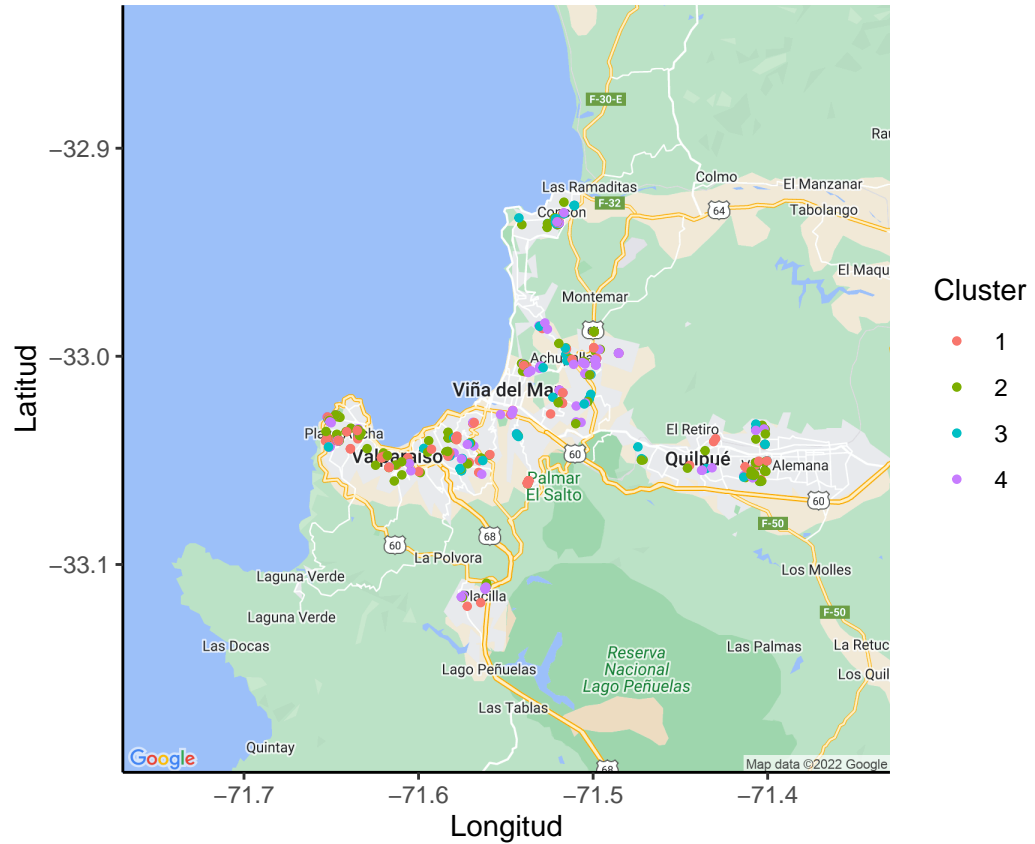 F-30-E
Rau
−32.9
Colmo
Las Ramaditas
El Manzanar
F-32
64
Concón
Tabolango
El Maqu
Montemar
Cluster
1
−33.0
Achupallas
2
Latitud
Viña del Mar
3
4
El Retiro
Playa Ancha
Valparaíso
60
Quilpué
Villa Alemana
Palmar
El Salto
60
F-50
68
60
La Polvora
−33.1
Laguna Verde
Los Molles
Placilla
Laguna Verde
F-50
Las Docas
Las Palmas
La Retuc
Reserva
Nacional
Lago Peñuelas
Lago Peñuelas
Los Quil
Las Tablas
Quintay
Google
68
Map data ©2022 Google
−71.7
−71.6
−71.5
−71.4
Longitud